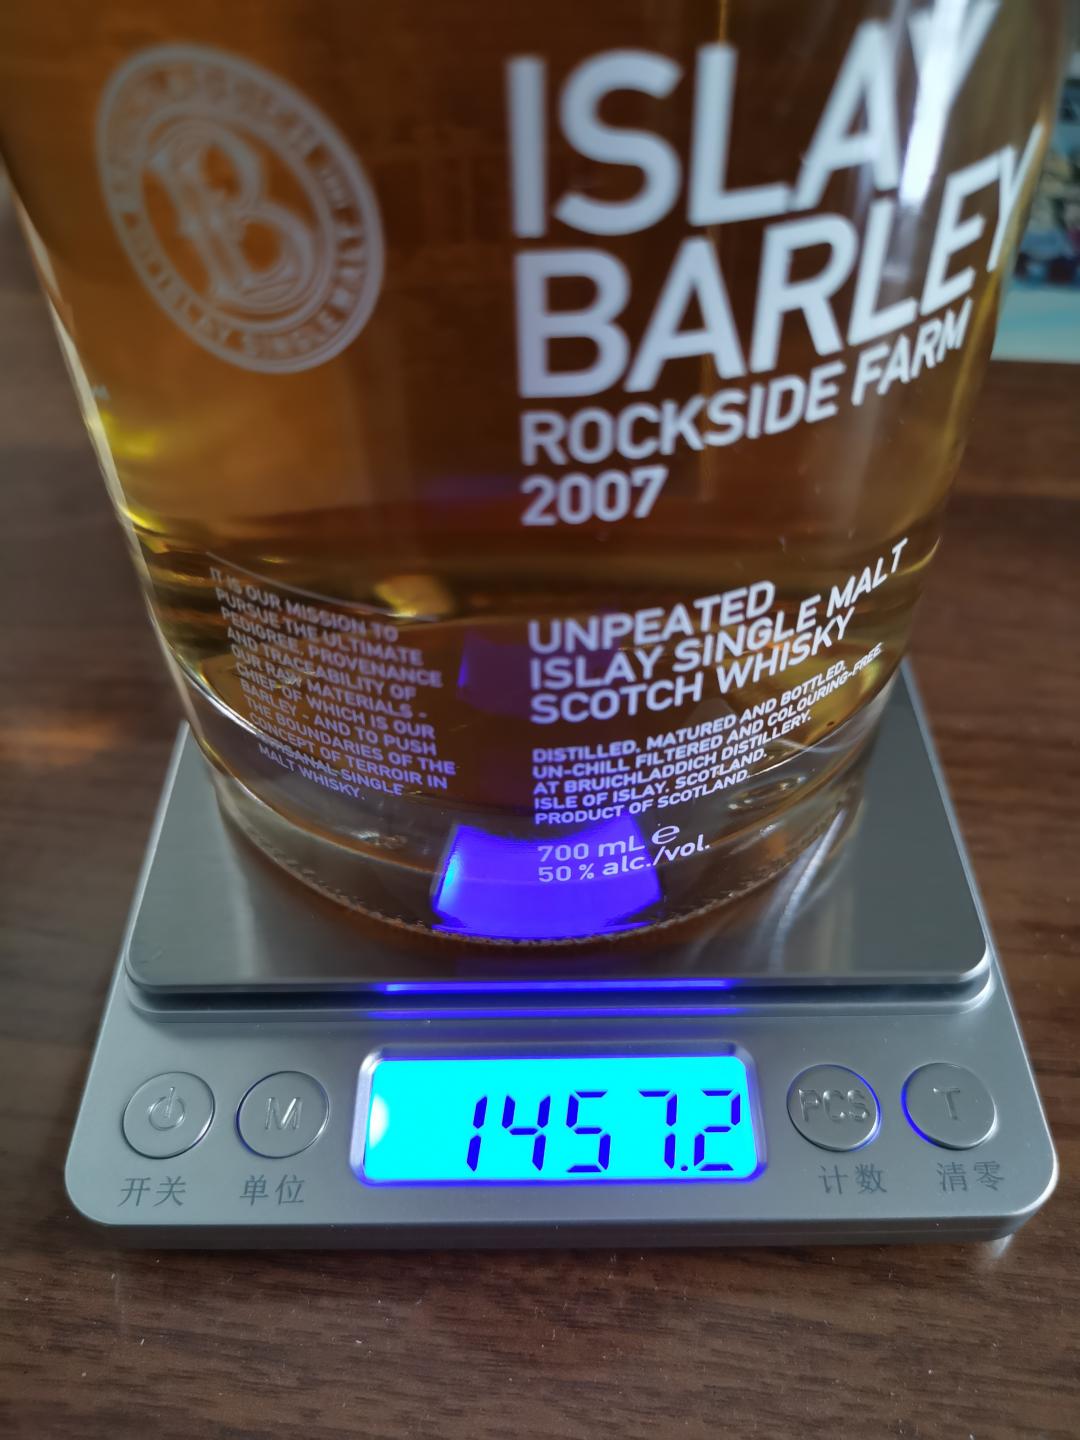 ISLAY
BARLEY
ROCKSIDE FARM
2007
UNPEATED
ISLAY SINGLE MALT
SCOTCH WHISKY
DISTILLED, MATURED AND BOTTLED,
UN-CHILL FILTERED AND COLOURING-FREE
AT BRUICHLADDICH DISTILLERY.
ISLE OF ISLAY. SCOTLAND.
PRODUCT OF SCOTLAND.
700 mL e
50 % alc./vol.
B
ISLAY SINGLE MALT
IT IS OUR MISSION TO
PURSUE THE ULTIMATE
PEDIGREE, PROVENANCE
AND TRACEABILITY OF
OUR RAW MATERIALS -
CHIEF OF WHICH IS OUR
BARLEY - AND TO PUSH
THE BOUNDARIES OF THE
CONCEPT OF TERROIR IN
ARTISANAL SINGLE
MALT WHISKY.
M
1457.2
PCS
T
开关
单位
计数
清零